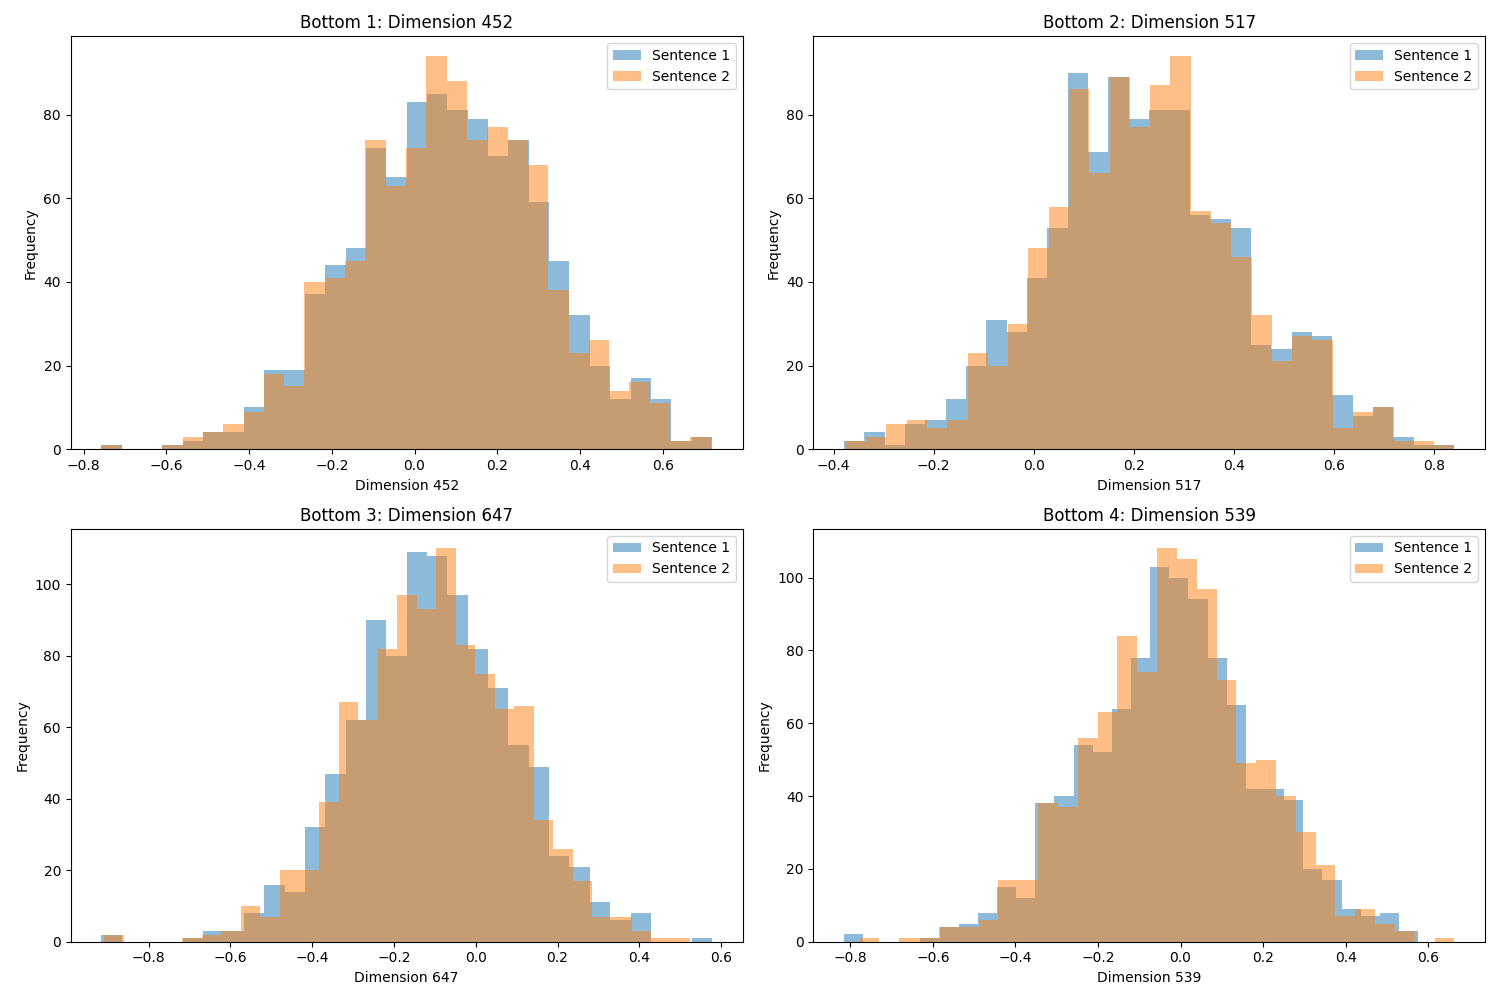 Bottom 1: Dimension 452
Sentence 1
Sentence 2
Frequency
80
60
40
20
0
−0.8 −0.6 −0.4 −0.2 0.0 0.2 0.4 0.6
Dimension 452
Bottom 2: Dimension 517
Sentence 1
Sentence 2
Frequency
80
60
40
20
0
−0.4 −0.2 0.0 0.2 0.4 0.6 0.8
Dimension 517
Bottom 3: Dimension 647
Sentence 1
Sentence 2
Frequency
100
80
60
40
20
0
−0.8 −0.6 −0.4 −0.2 0.0 0.2 0.4 0.6
Dimension 647
Bottom 4: Dimension 539
Sentence 1
Sentence 2
Frequency
100
80
60
40
20
0
−0.8 −0.6 −0.4 −0.2 0.0 0.2 0.4 0.6
Dimension 539